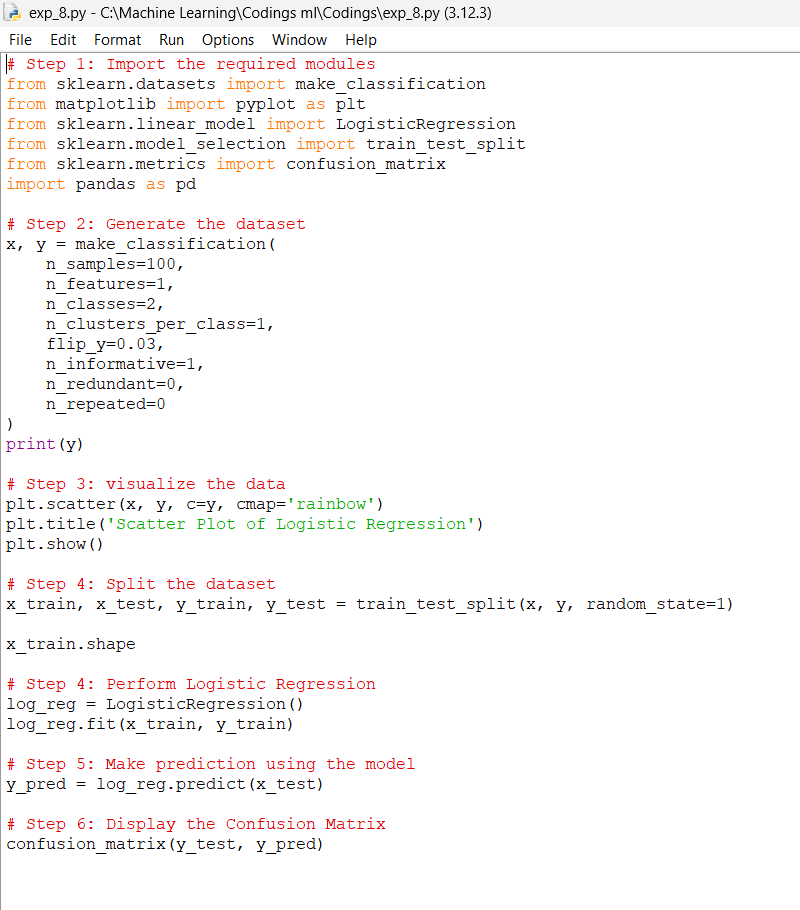 exp_8.py - C:\Machine Learning\Codings ml\Codings\exp_8.py (3.12.3)
File Edit Format Run Options Window Help
# Step 1: Import the required modules
from sklearn.datasets import make_classification
from matplotlib import pyplot as plt
from sklearn.linear_model import LogisticRegression
from sklearn.model_selection import train_test_split
from sklearn.metrics import confusion_matrix
import pandas as pd

# Step 2: Generate the dataset
x, y = make_classification(
    n_samples=100,
    n_features=1,
    n_classes=2,
    n_clusters_per_class=1,
    flip_y=0.03,
    n_informative=1,
    n_redundant=0,
    n_repeated=0
)
print(y)

# Step 3: visualize the data
plt.scatter(x, y, c=y, cmap='rainbow')
plt.title('Scatter Plot of Logistic Regression')
plt.show()

# Step 4: Split the dataset
x_train, x_test, y_train, y_test = train_test_split(x, y, random_state=1)

x_train.shape

# Step 4: Perform Logistic Regression
log_reg = LogisticRegression()
log_reg.fit(x_train, y_train)

# Step 5: Make prediction using the model
y_pred = log_reg.predict(x_test)

# Step 6: Display the Confusion Matrix
confusion_matrix(y_test, y_pred)